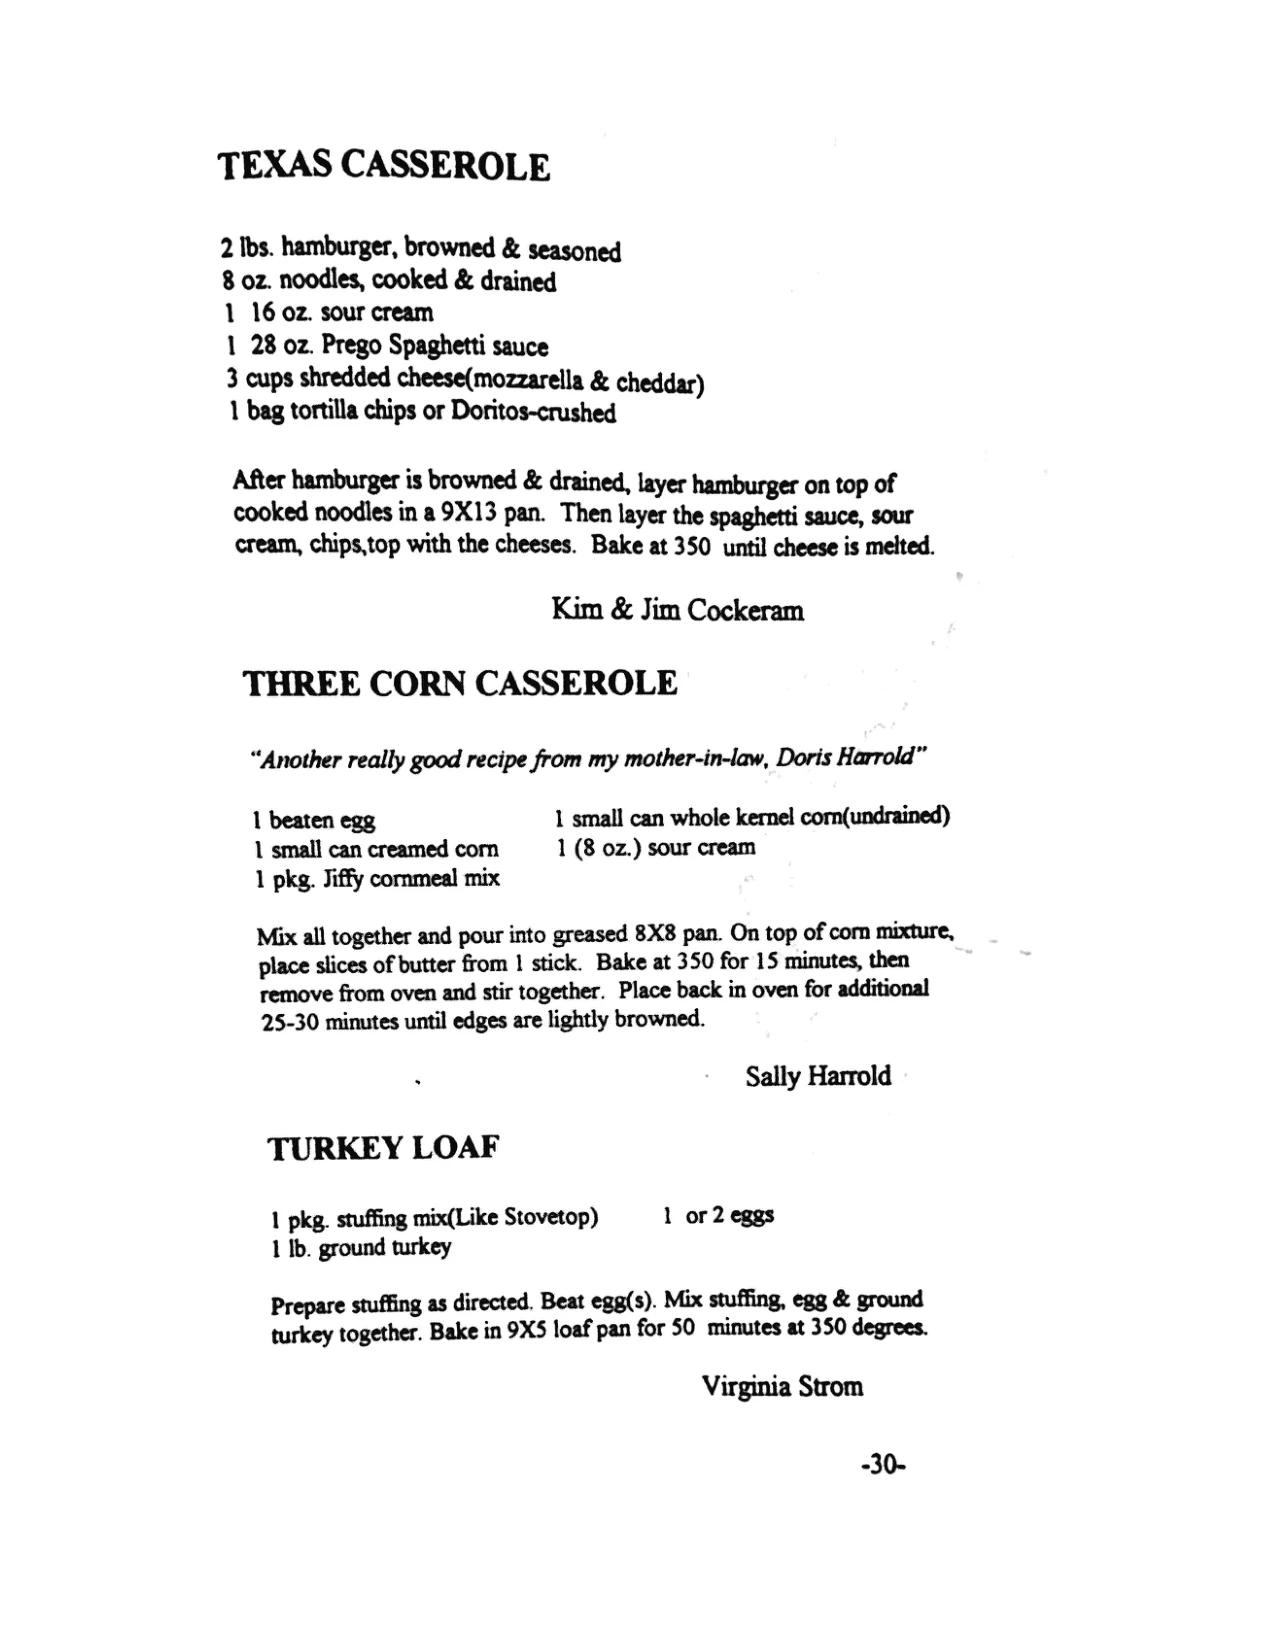 TEXAS CASSEROLE
2 lbs. hamburger, browned & seasoned
8 oz. noodles, cooked & drained
1 16 oz. sour cream
1 28 oz. Prego Spaghetti sauce
3 cups shredded cheese(mozzarella & cheddar)
1 bag tortilla chips or Doritos-crushed
After hamburger is browned & drained, layer hamburger on top of
cooked noodles in a 9X13 pan. Then layer the spaghetti sauce, sour
cream, chips,top with the cheeses. Bake at 350 until cheese is melted.
Kim & Jim Cockeram
THREE CORN CASSEROLE
"Another really good recipe from my mother-in-law, Doris Harrold"
1 beaten egg 1 small can whole kernel corn(undrained)
1 small can creamed corn 1 (8 oz.) sour cream
1 pkg. Jiffy cornmeal mix
Mix all together and pour into greased 8X8 pan. On top of corn mixture,
place slices of butter from 1 stick. Bake at 350 for 15 minutes, then
remove from oven and stir together. Place back in oven for additional
25-30 minutes until edges are lightly browned.
Sally Harrold
TURKEY LOAF
1 pkg. stuffing mix(Like Stovetop) 1 or 2 eggs
1 lb. ground turkey
Prepare stuffing as directed. Beat egg(s). Mix stuffing, egg & ground
turkey together. Bake in 9X5 loaf pan for 50 minutes at 350 degrees.
Virginia Strom
-30-